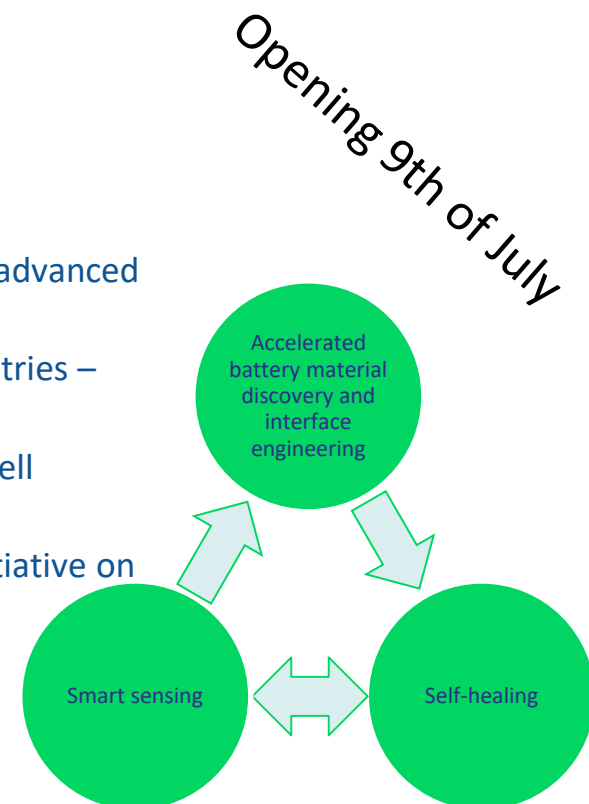 Opening 9th of July
advanced
tries –
ell
tiative on
Accelerated
battery material
discovery and
interface
engineering
Smart sensing
Self-healing